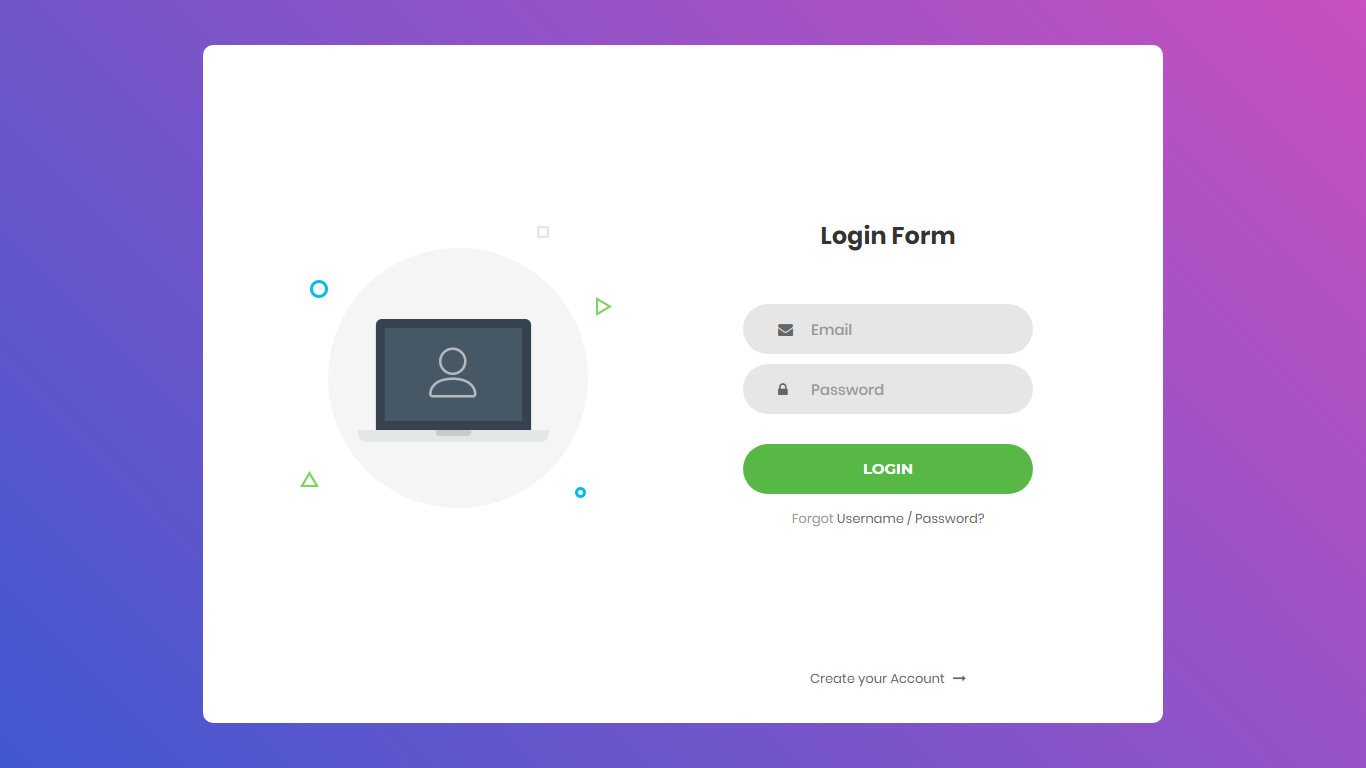 Login Form
Email
Password
LOGIN
Forgot Username / Password?
Create your Account